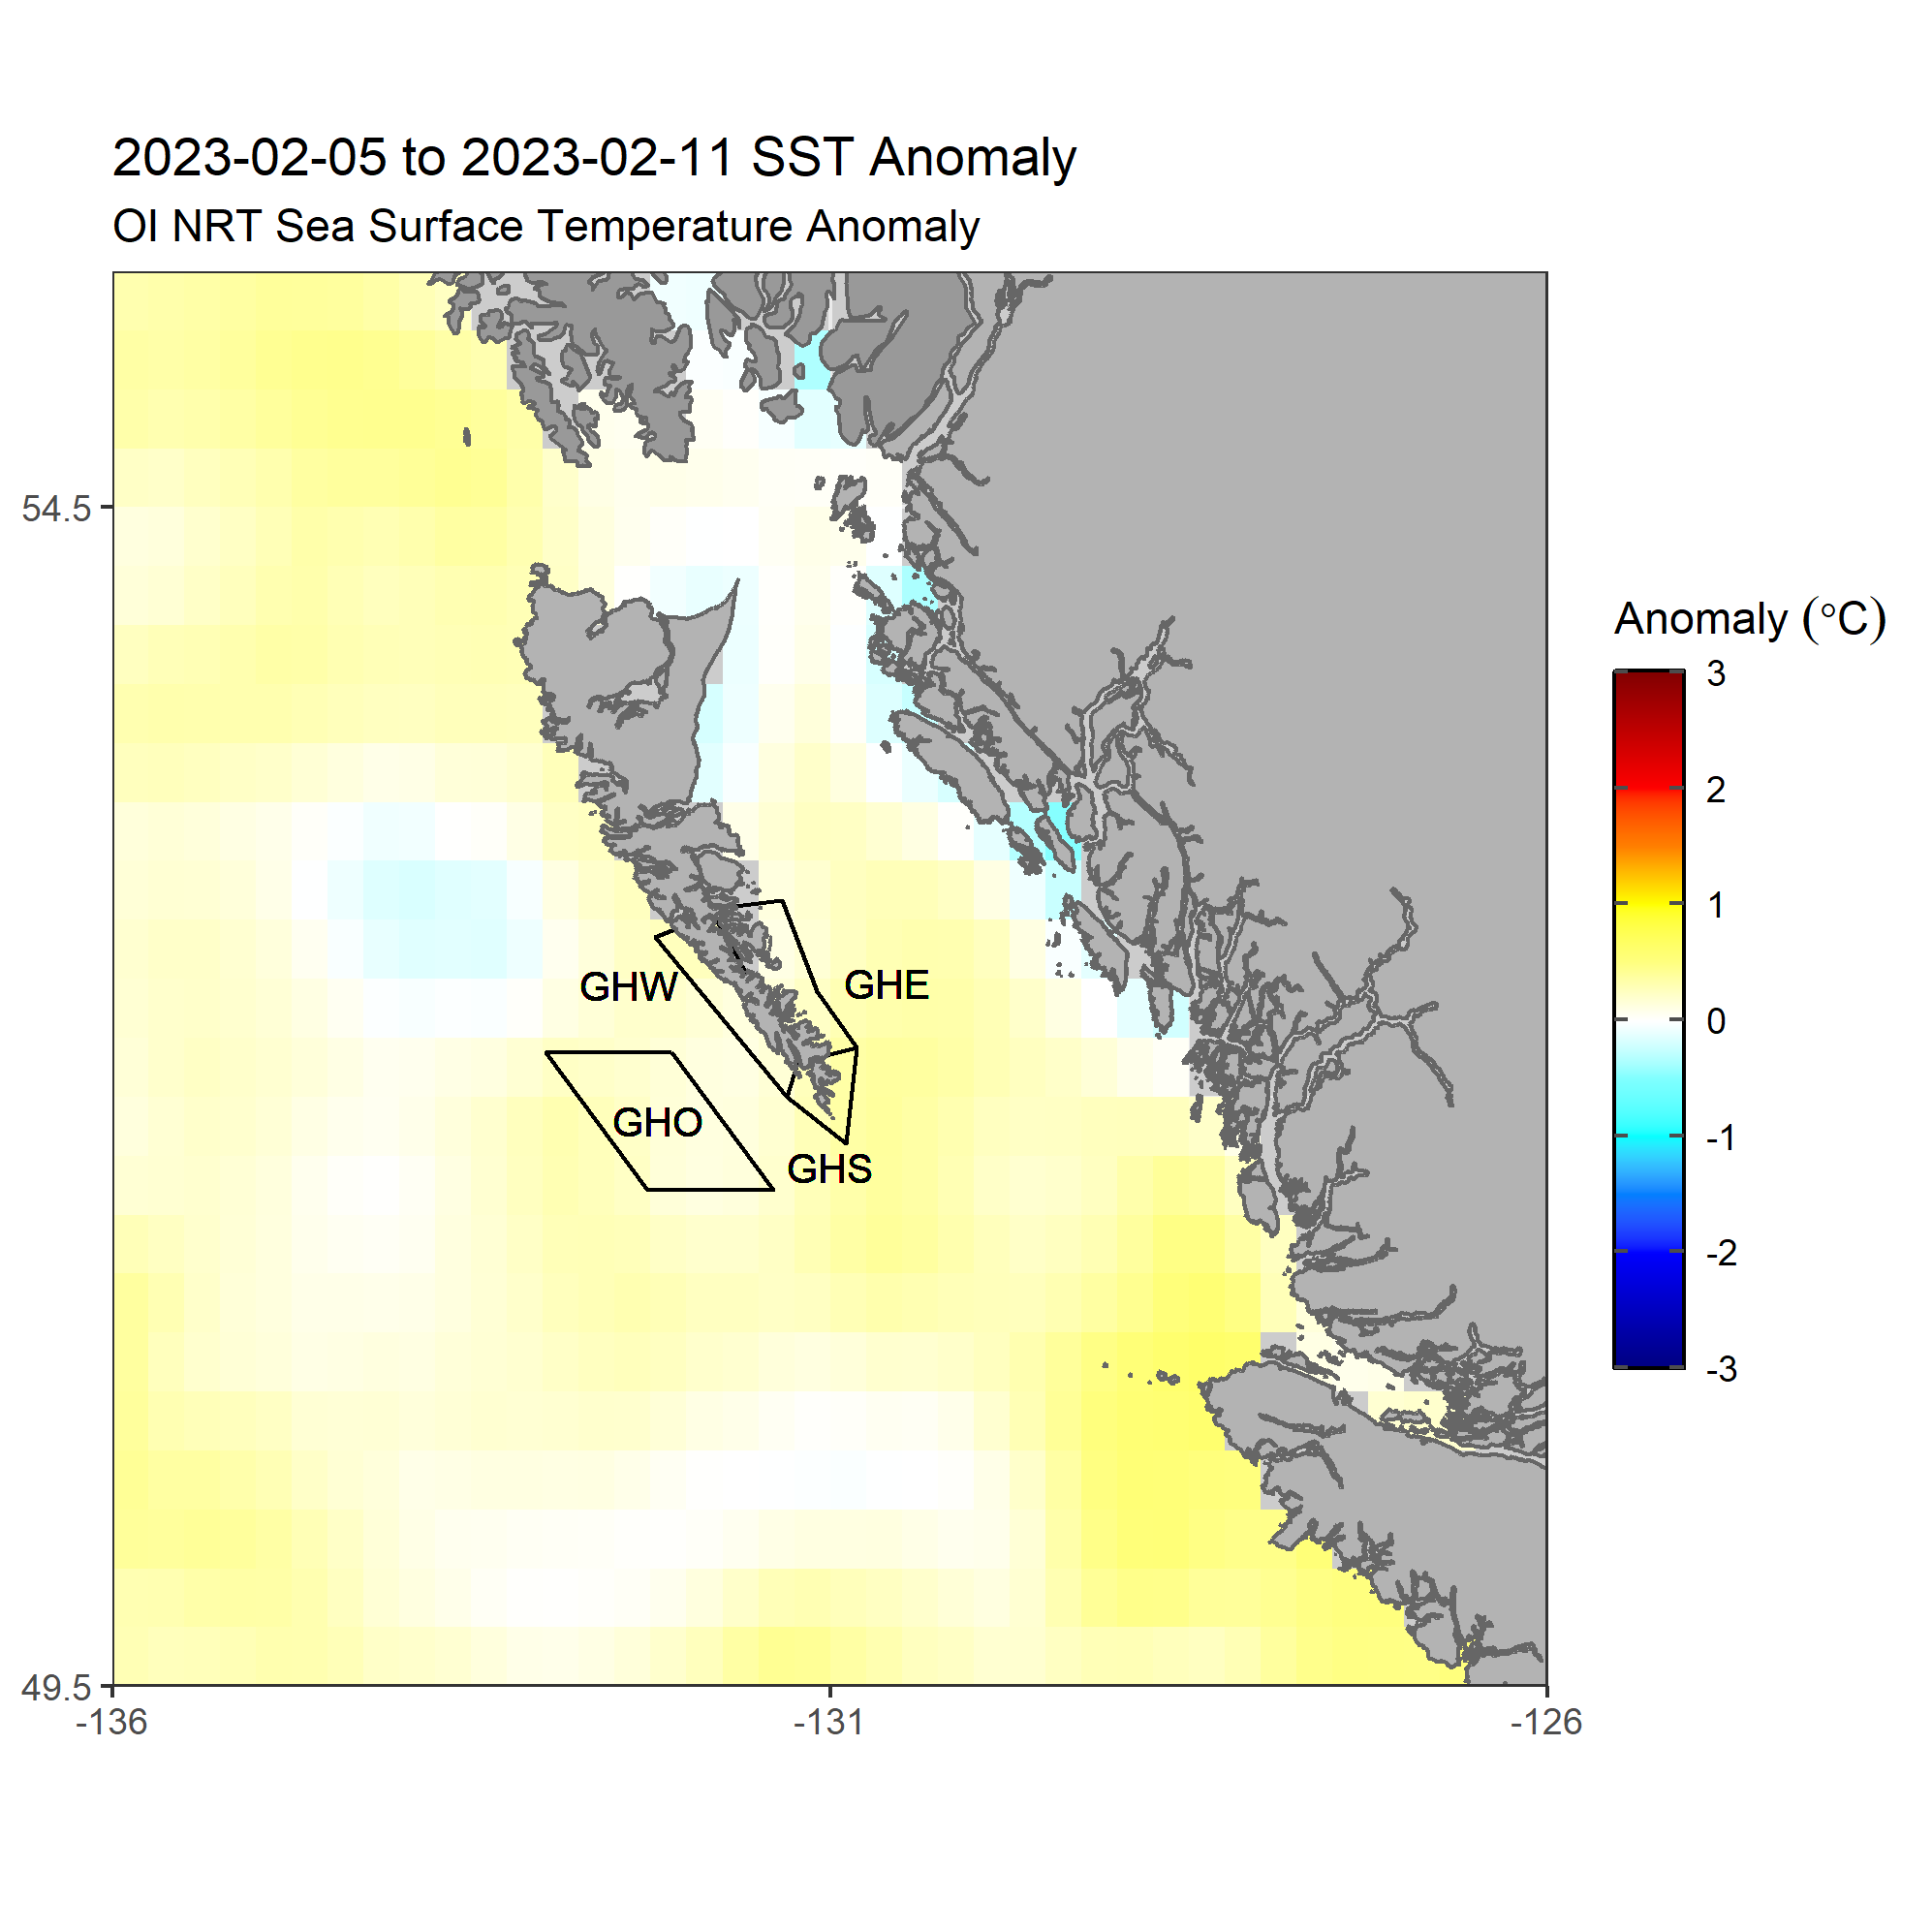 2023-02-05 to 2023-02-11 SST Anomaly
OI NRT Sea Surface Temperature Anomaly
54.5
49.5
-136
-131
-126
GHW
GHE
GHO
GHS
Anomaly (°C)
3
2
1
0
-1
-2
-3